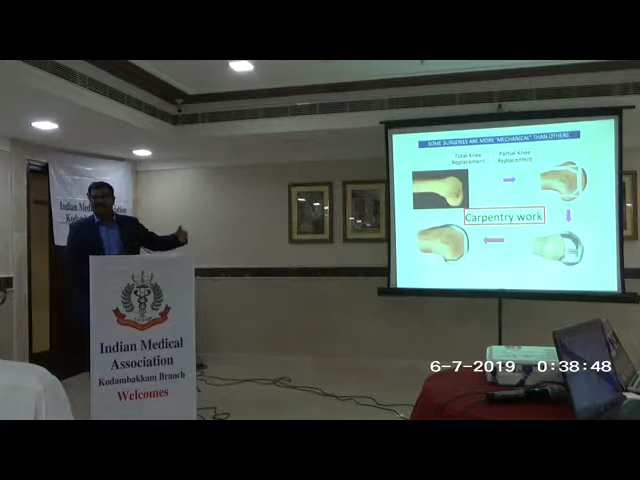 SOME SURGERIES ARE MORE "MECHANICAL" THAN OTHERS.
Total Knee
Replacement
Partial Knee
Replacement
Carpentry work
Indian Medical
Association
Kodambakkam Branch
Welcomes
6-7-2019 0:38:48